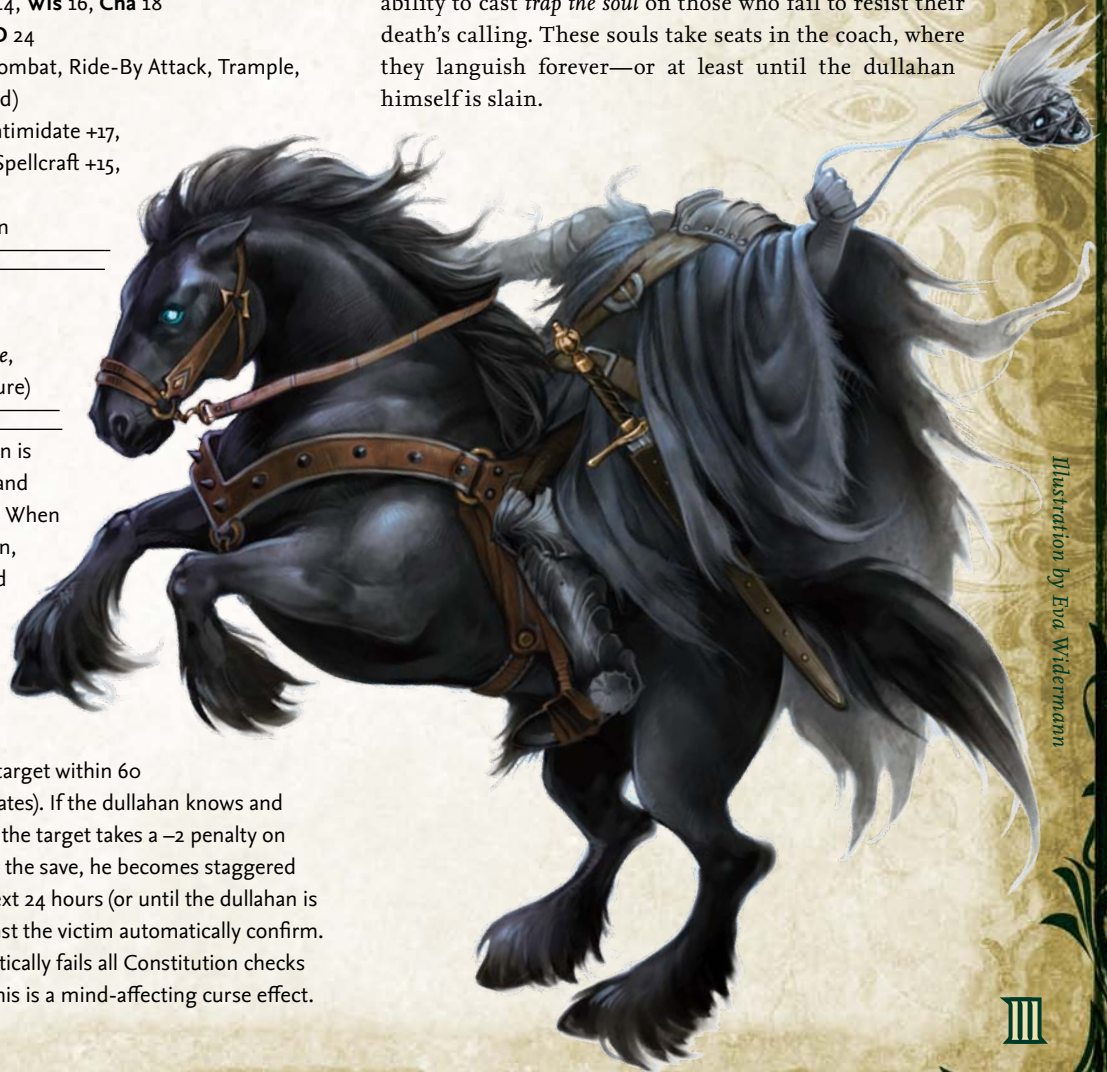 4, Wis 16, Cha 18
D 24
ombat, Ride-By Attack, Trample,
d)
ntimidate +17,
Spellcraft +15,
n
e,
ure)
n is
and
When
n,
d
target within 60
ates). If the dullahan knows and
the target takes a –2 penalty on
the save, he becomes staggered
ext 24 hours (or until the dullahan is
nst the victim automatically confirm.
tically fails all Constitution checks
his is a mind-affecting curse effect.
ability to cast trap the soul on those who fail to resist their
death's calling. These souls take seats in the coach, where
they languish forever—or at least until the dullahan
himself is slain.
Illustration by Eva Widermann
III